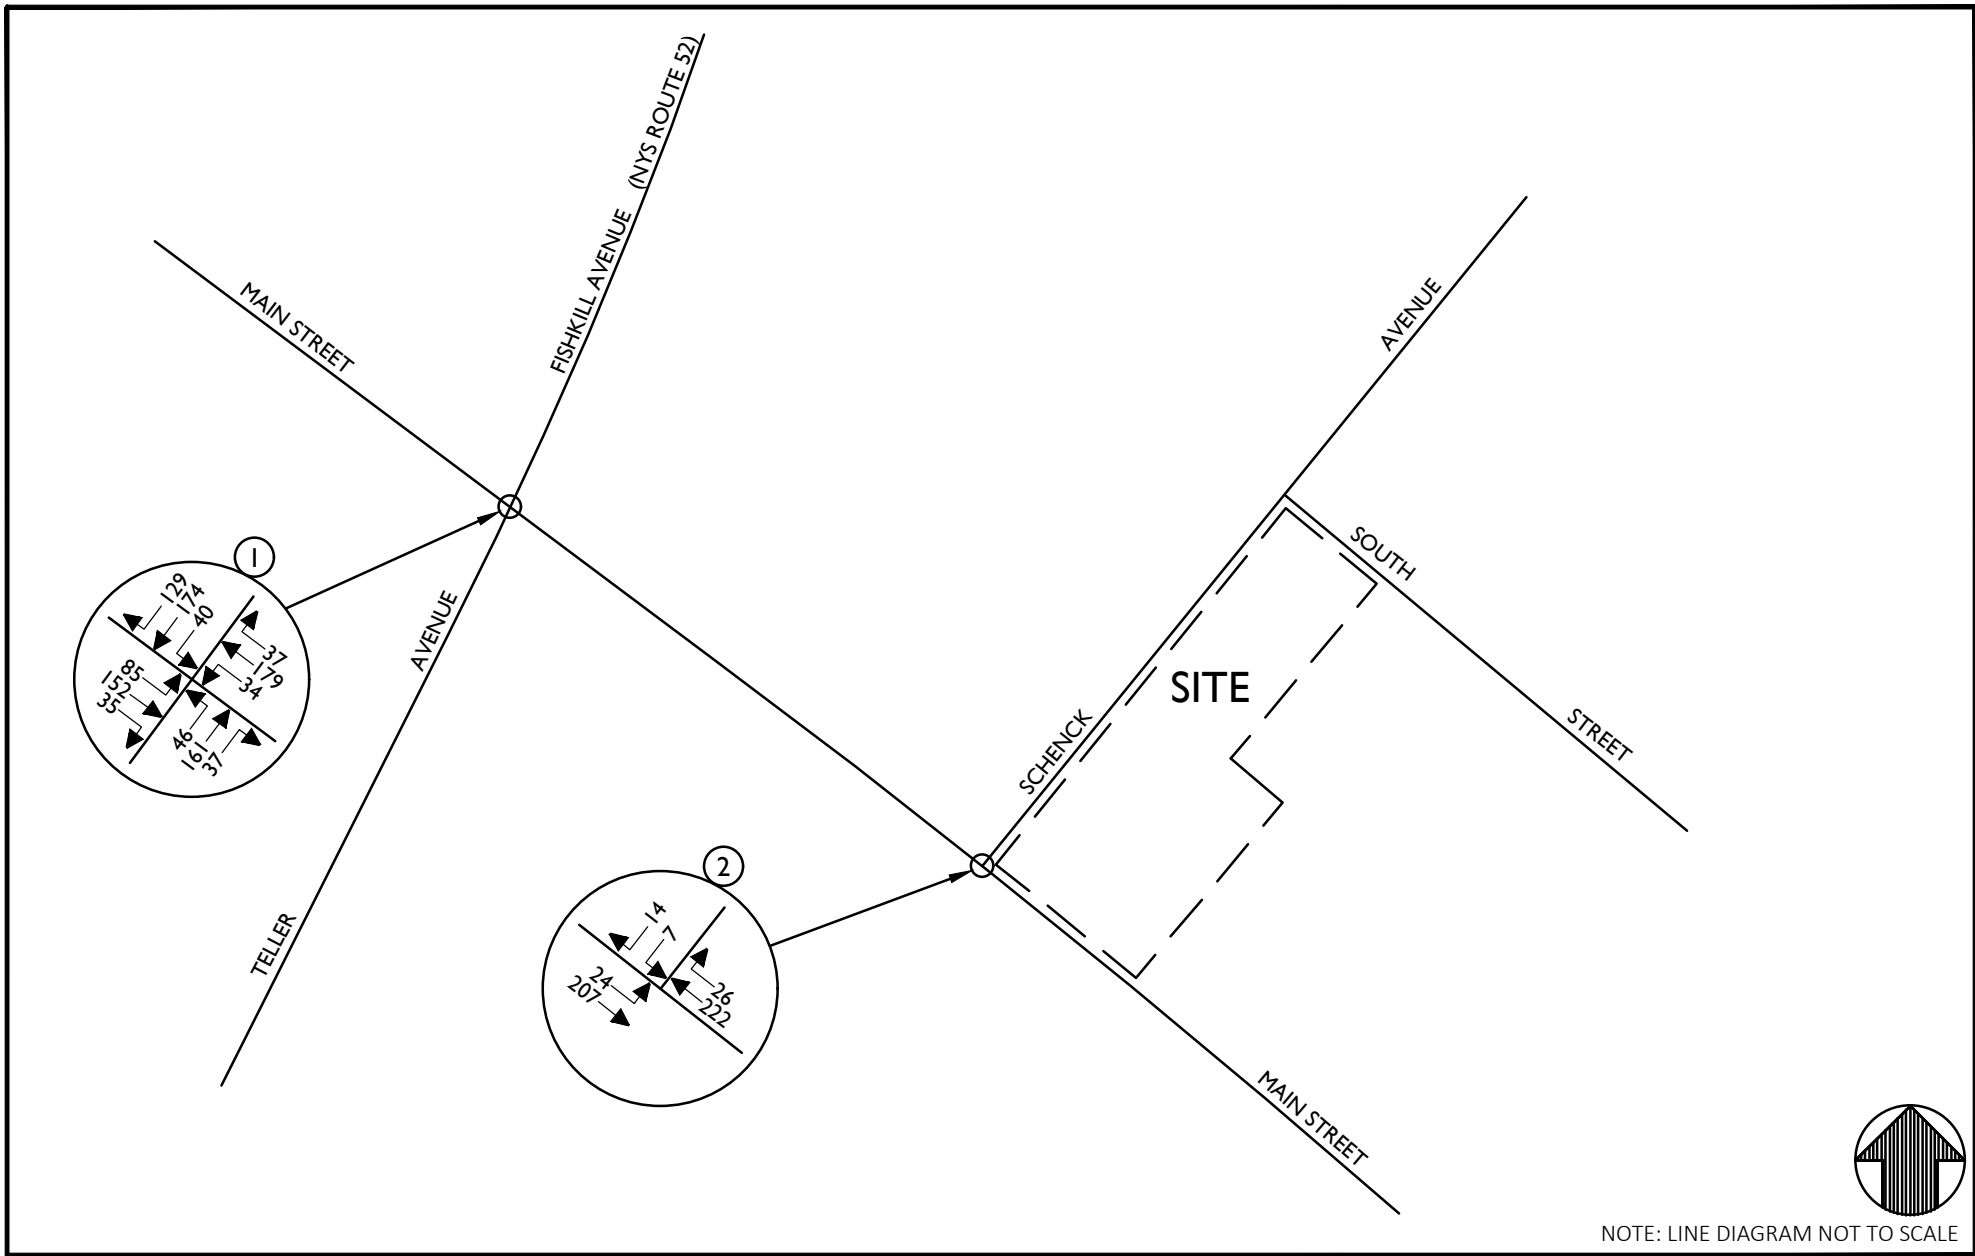 FISHKILL AVENUE (NYS ROUTE 52)
MAIN STREET
AVENUE
SCHENCK
SOUTH
STREET
SITE
AVENUE
TELLER
MAIN STREET
1
129
174
40
37
179
34
85
152
35
46
161
37
2
14
7
26
222
24
207
NOTE: LINE DIAGRAM NOT TO SCALE